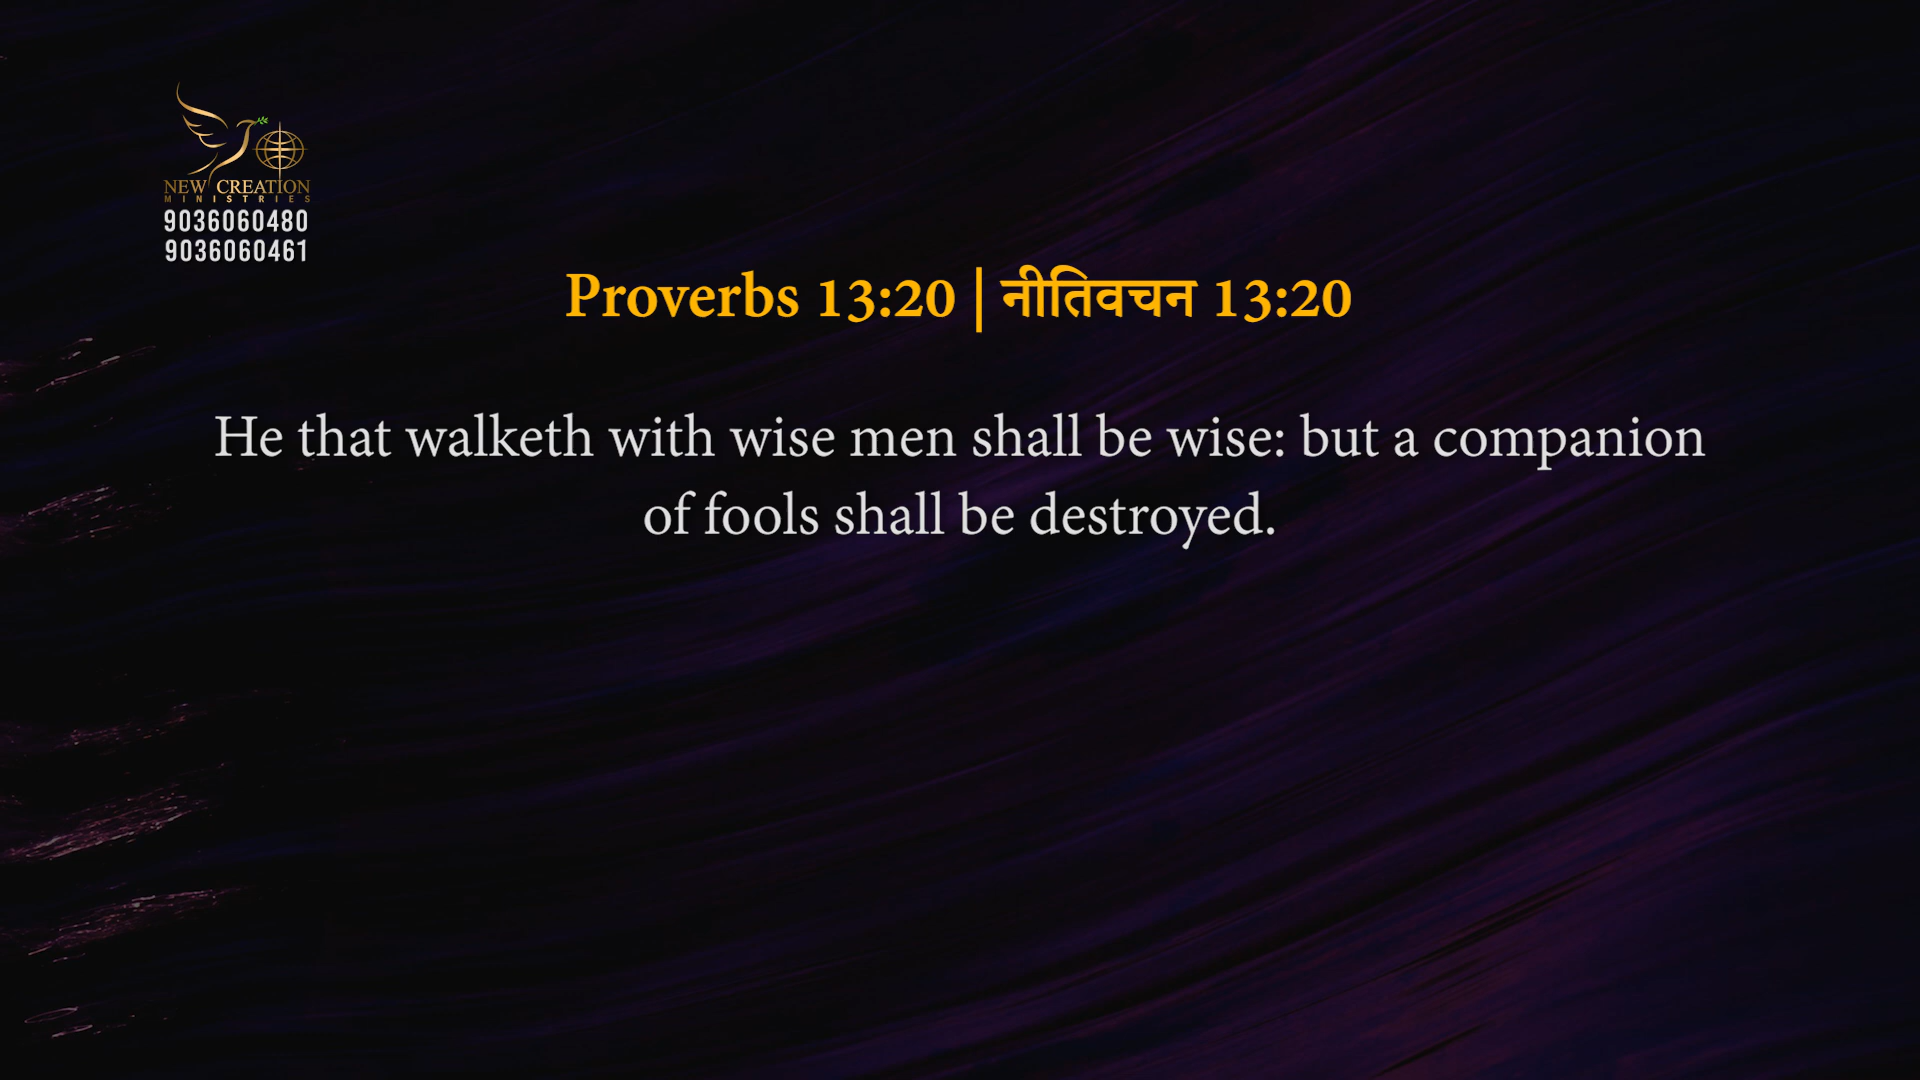 NEW CREATION
MINISTRIES
9036060480
9036060461
Proverbs 13:20 | नीतिवचन 13:20
He that walketh with wise men shall be wise: but a companion
of fools shall be destroyed.